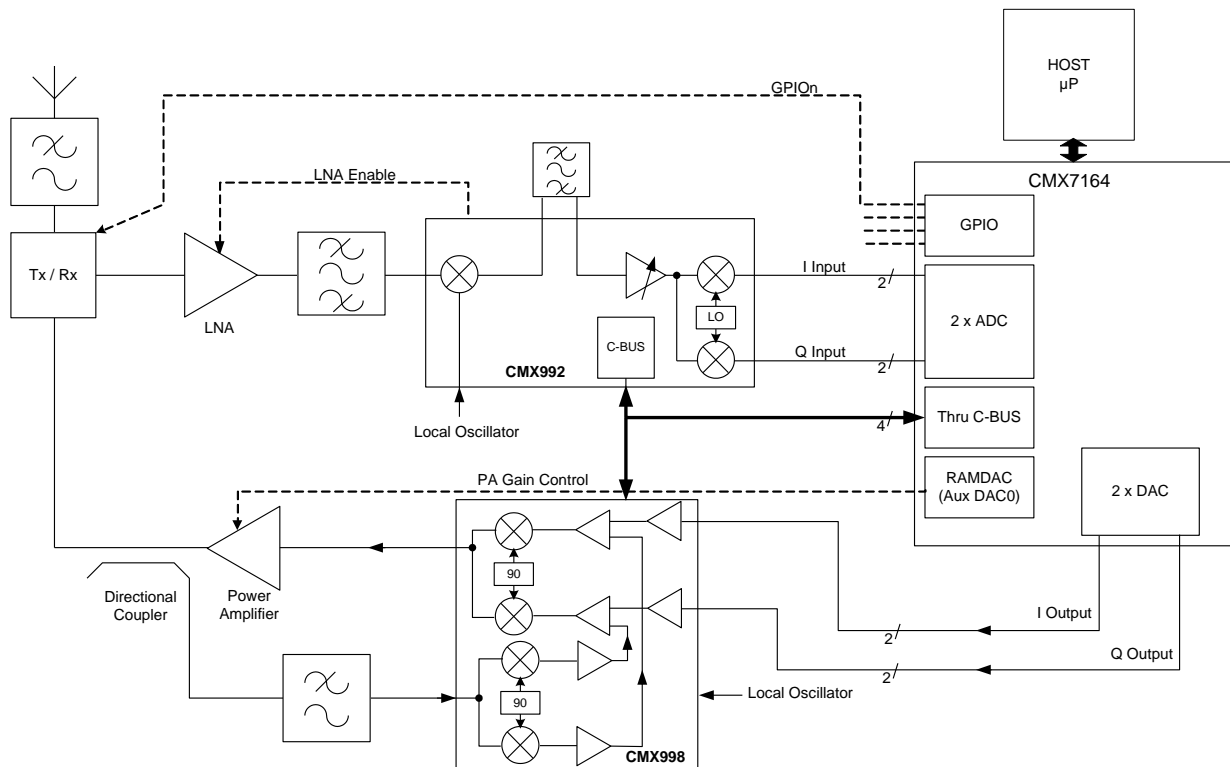 HOST
µP
GPIOn
CMX7164
LNA Enable
GPIO
Tx / Rx
I Input
2
LNA
LO
2 x ADC
C-BUS
Q Input
2
CMX992
Local Oscillator
4
Thru C-BUS
PA Gain Control
RAMDAC
(Aux DAC0)
2 x DAC
90
Directional
Coupler
Power
Amplifier
I Output
2
Q Output
2
90
Local Oscillator
CMX998